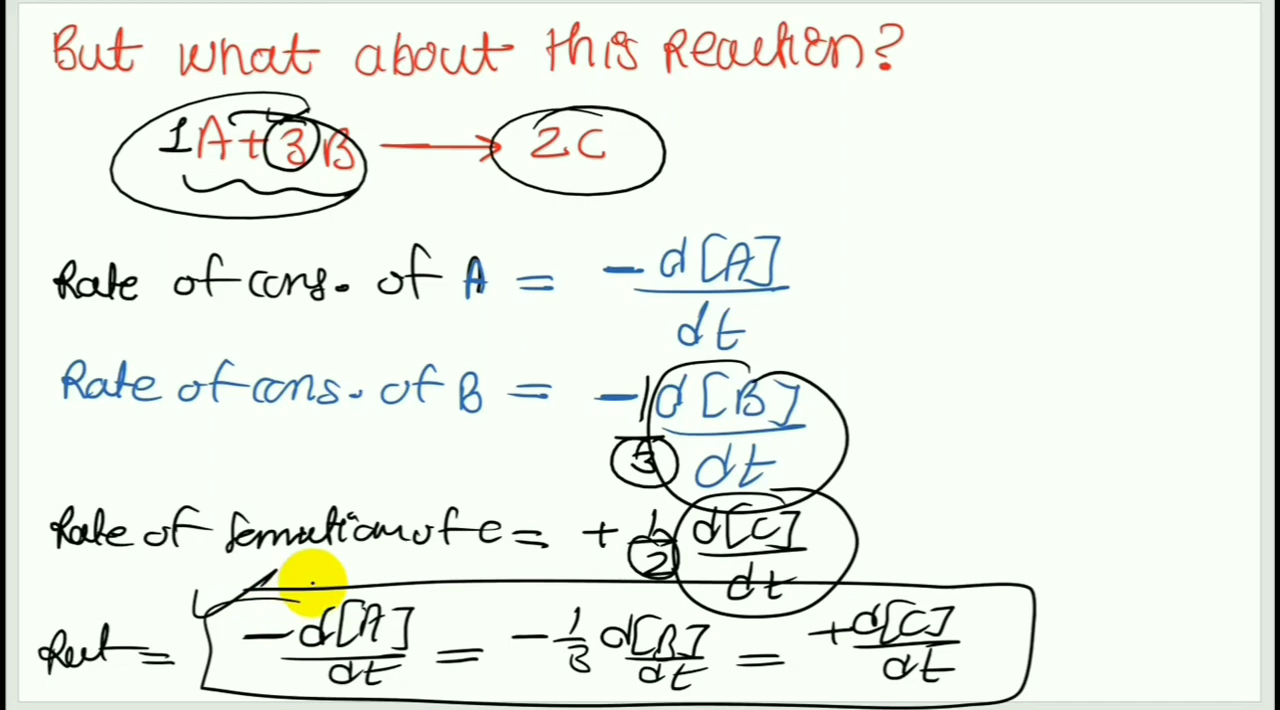 But what about this Reaction?
1A+3B → 2C
Rate of cons. of A = -d[A]/dt
Rate of cons. of B = -1/3 d[B]/dt
Rate of formation of c = + 1/2 d[C]/dt
= -d[A]/dt = -1/3 d[B]/dt = +d[C]/dt